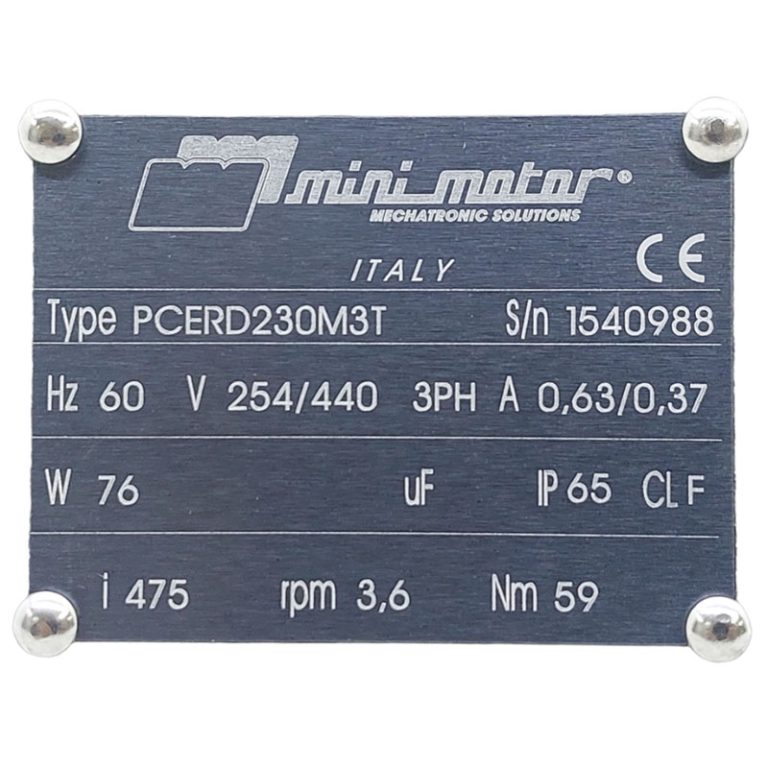 mini motor®
MECHATRONIC SOLUTIONS
ITALY CE
Type PCERD230M3T S/n 1540988
Hz 60 V 254/440 3PH A 0,63/0,37
W 76 uF IP 65 CL F
i 475 rpm 3,6 Nm 59